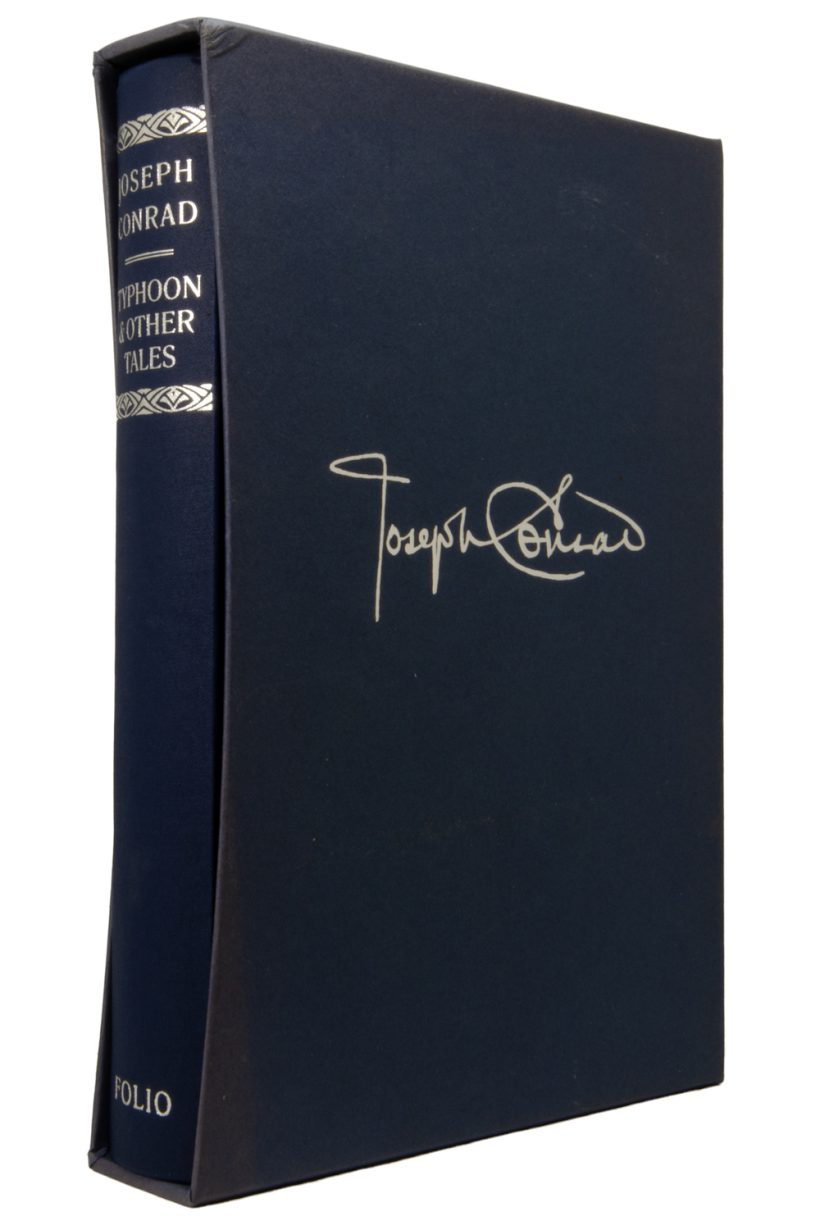 JOSEPH
CONRAD
TYPHOON
& OTHER
TALES
FOLIO
Joseph Conrad